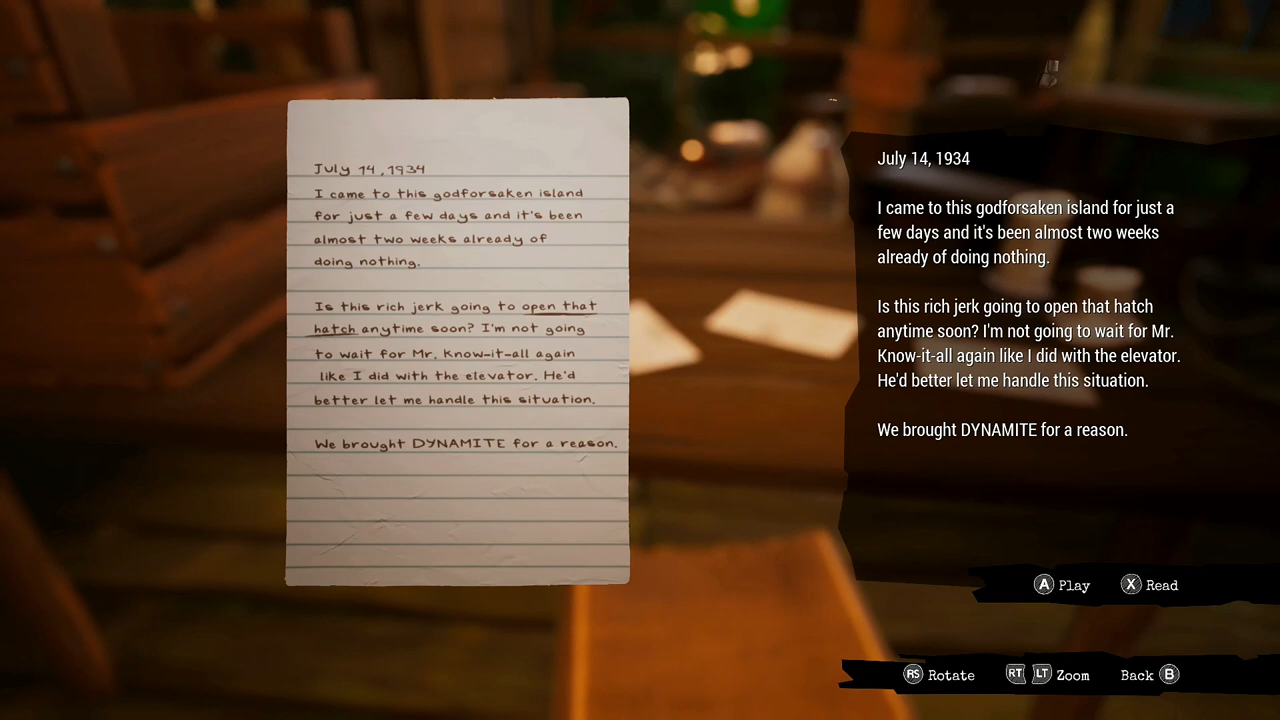 July 14, 1934
I came to this godforsaken island
for just a few days and it's been
almost two weeks already of
doing nothing.
Is this rich jerk going to open that
hatch anytime soon? I'm not going
to wait for Mr. Know-it-all again
like I did with the elevator. He'd
better let me handle this situation.
We brought DYNAMITE for a reason.
July 14, 1934
I came to this godforsaken island for just a
few days and it's been almost two weeks
already of doing nothing.
Is this rich jerk going to open that hatch
anytime soon? I'm not going to wait for Mr.
Know-it-all again like I did with the elevator.
He'd better let me handle this situation.
We brought DYNAMITE for a reason.
A Play X Read
RS Rotate RT LT Zoom Back B